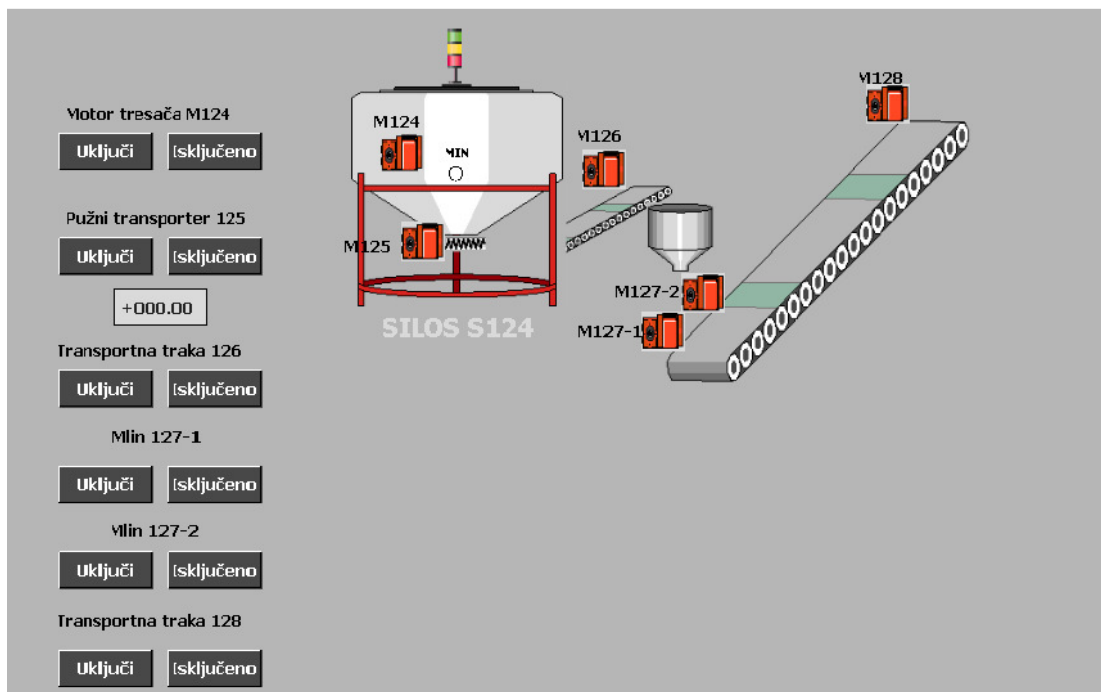 Motor tresača M124
Uključi Isključeno
Pužni transporter 125
Uključi Isključeno
+000.00
Transportna traka 126
Uključi Isključeno
Mlin 127-1
Uključi Isključeno
Mlin 127-2
Uključi Isključeno
Transportna traka 128
Uključi Isključeno
M124
MIN
M125
SILOS S124
M126
M127-2
M127-1
M128